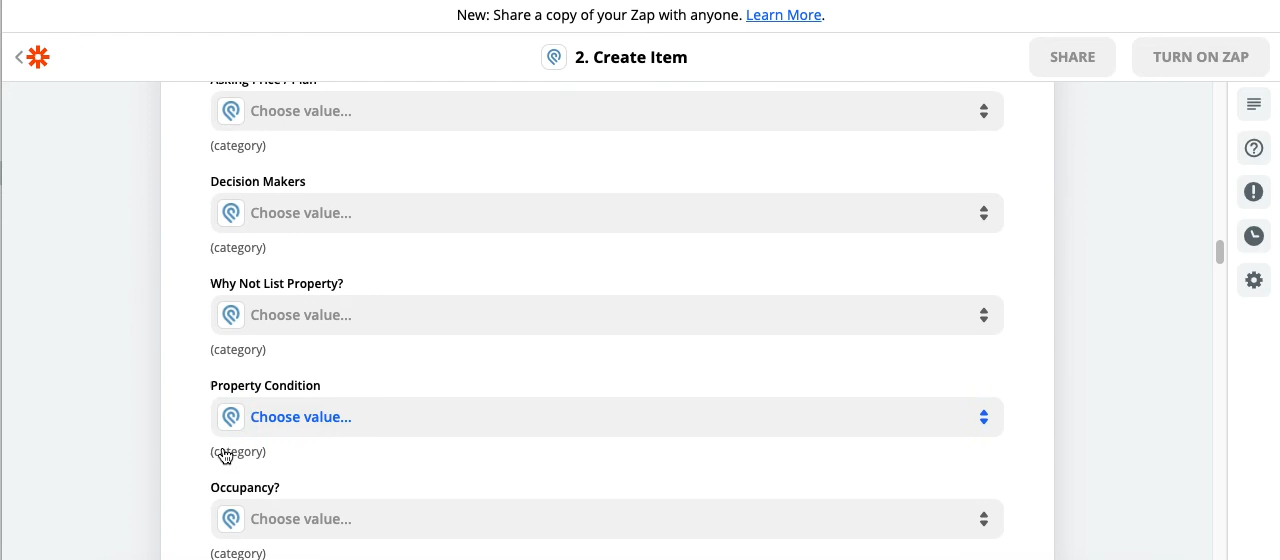 New: Share a copy of your Zap with anyone. Learn More.
2. Create Item
SHARE
TURN ON ZAP
Choose value...
(category)
Decision Makers
Choose value...
(category)
Why Not List Property?
Choose value...
(category)
Property Condition
Choose value...
(category)
Occupancy?
Choose value...
(category)